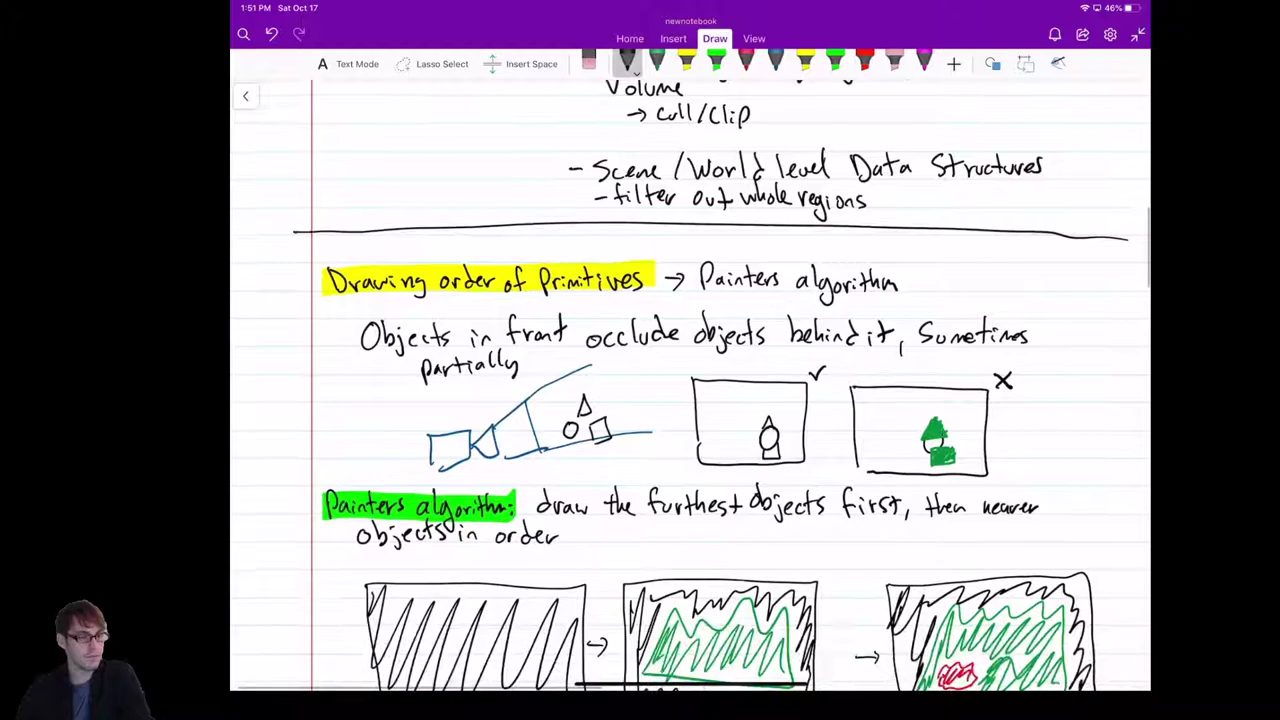 1:51 PM Sat Oct 17
46%
newnotebook
Home Insert Draw View
A Text Mode Lasso Select Insert Space
Volume
→ Cull/Clip
- Scene/World level Data Structures
- filter out whole regions
Drawing order of Primitives → Painters algorithm
Objects in front occlude objects behind it, Sometimes
partially
Painters algorithm: draw the furthest objects first, then nearer
objects in order